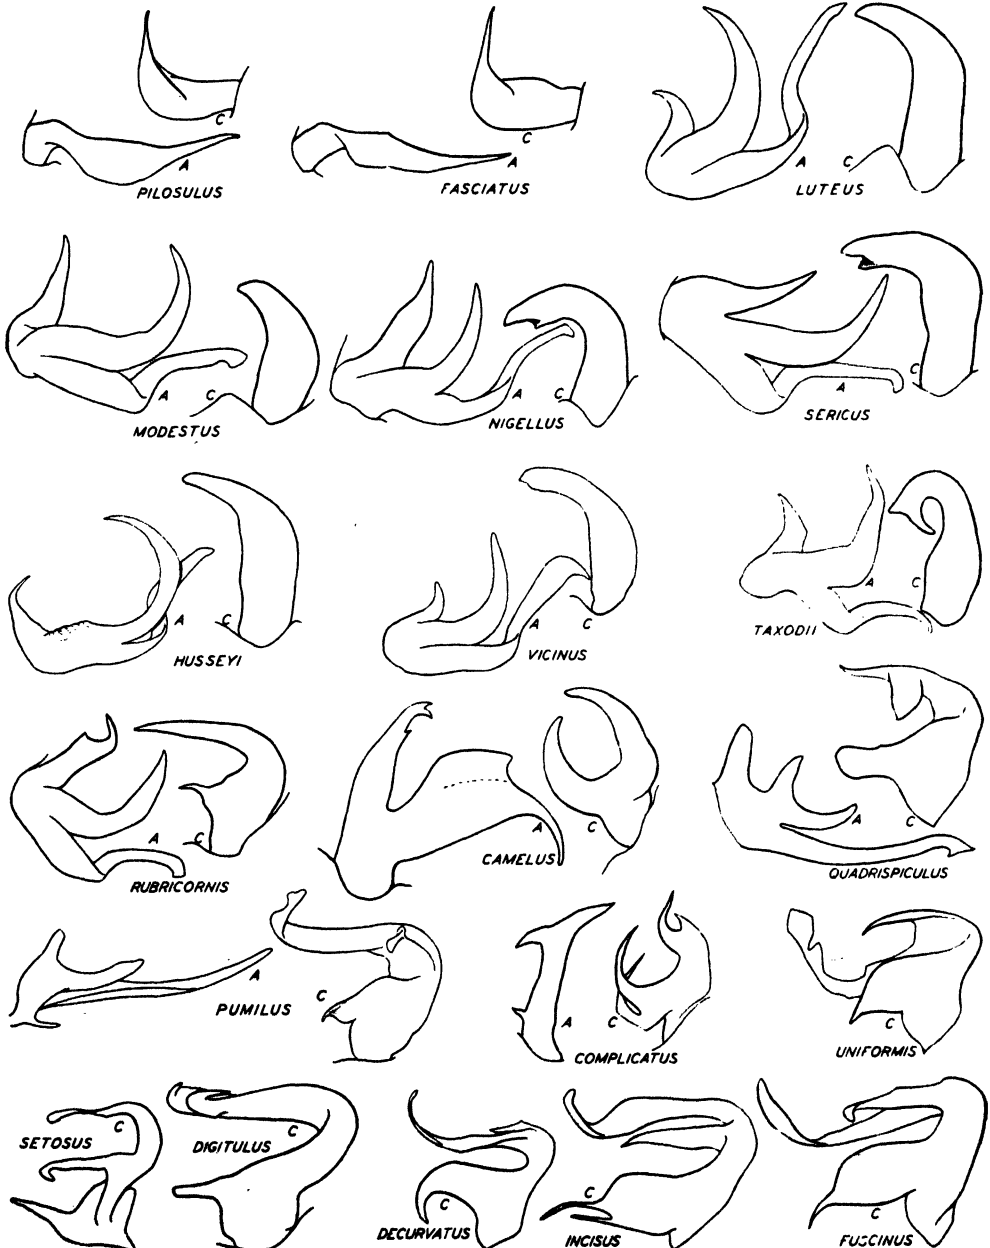 C
A
PILOSULUS
C
A
FASCIATUS
A C
LUTEUS
A C
MODESTUS
A C
NIGELLUS
C
A
SERICUS
A C
HUSSEYI
A C
VICINUS
A C
TAXODII
A C
RUBRICORNIS
A C
CAMELUS
A C
QUADRISPICULUS
A
C
PUMILUS
A C
COMPLICATUS
C
UNIFORMIS
C
SETOSUS
C
DIGITULUS
C
DECURVATUS
C
INCISUS
C
FUSCINUS